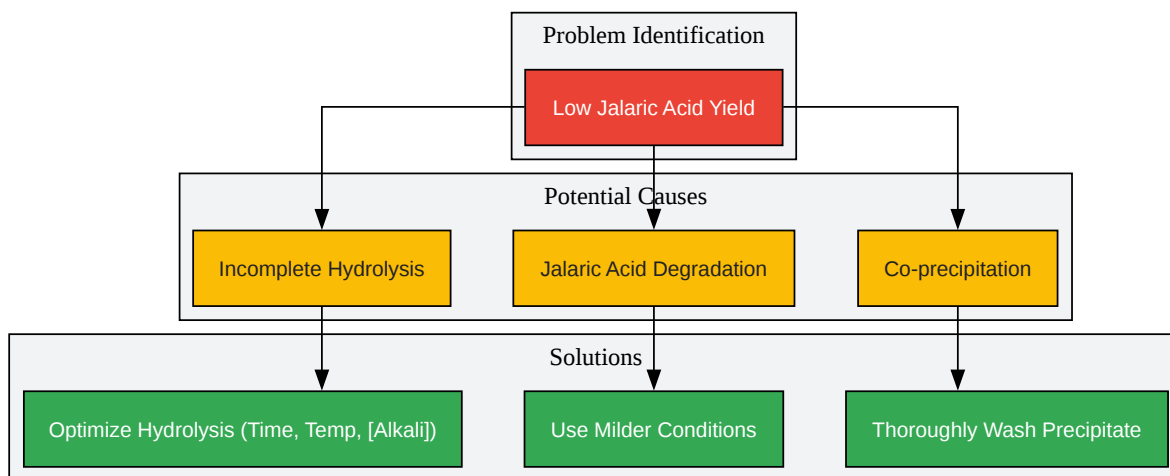 Problem Identification
Low Jalaric Acid Yield
Potential Causes
Incomplete Hydrolysis
Jalaric Acid Degradation
Co-precipitation
Solutions
Optimize Hydrolysis (Time, Temp, [Alkali])
Use Milder Conditions
Thoroughly Wash Precipitate